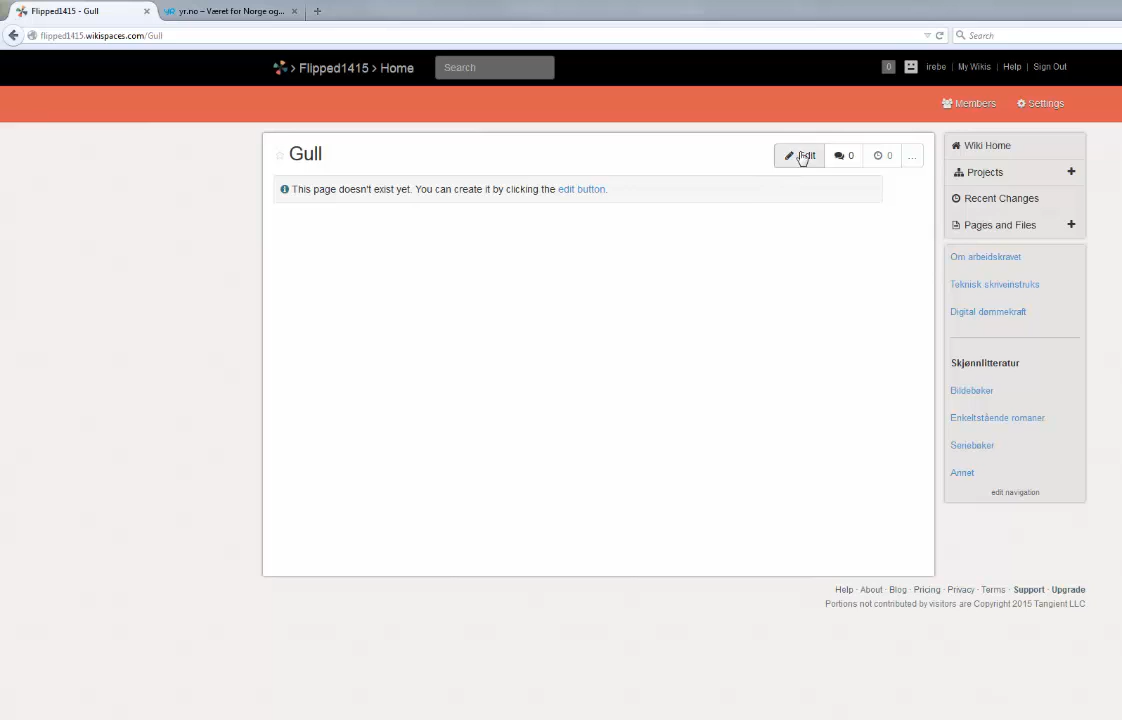 Flipped1415 - Gull
yr.no – Været for Norge og...
flipped1415.wikispaces.com/Gull
Search
› Flipped1415 › Home
Search
0
irebe | My Wikis | Help | Sign Out
Members
Settings
Gull
Edit
0
0
...
This page doesn't exist yet. You can create it by clicking the edit button.
Wiki Home
Projects
Recent Changes
Pages and Files
Om arbeidskravet
Teknisk skriveinstruks
Digital dømmekraft
Skjønnlitteratur
Bildebøker
Enkeltstående romaner
Seriebøker
Annet
edit navigation
Help · About · Blog · Pricing · Privacy · Terms · Support · Upgrade
Portions not contributed by visitors are Copyright 2015 Tangient LLC